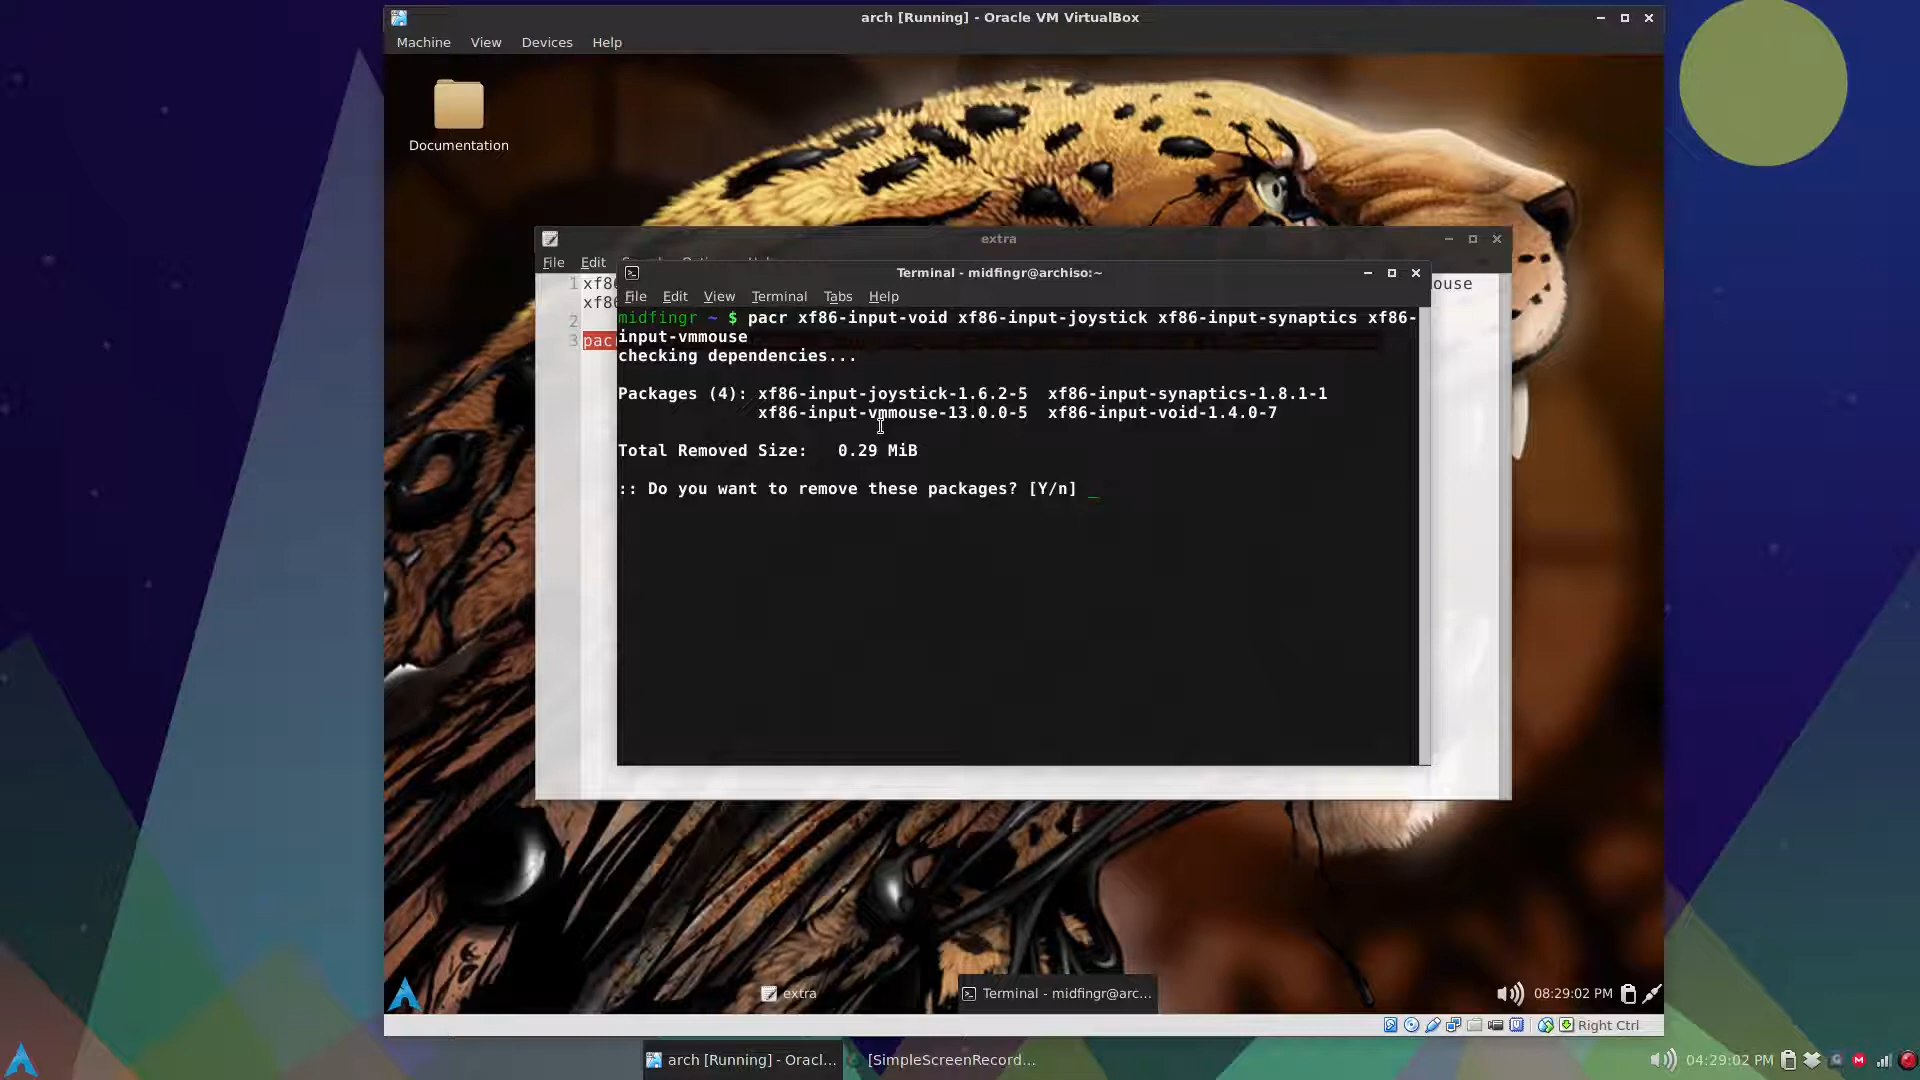 arch [Running] - Oracle VM VirtualBox
Machine View Devices Help
Documentation
extra
File Edit
1 xf8 ouse
xf8
2
3 pac
Terminal - midfingr@archiso:~
File Edit View Terminal Tabs Help
midfingr ~ $ pacr xf86-input-void xf86-input-joystick xf86-input-synaptics xf86-
input-vmmouse
checking dependencies...
Packages (4): xf86-input-joystick-1.6.2-5 xf86-input-synaptics-1.8.1-1
xf86-input-vmmouse-13.0.0-5 xf86-input-void-1.4.0-7
Total Removed Size: 0.29 MiB
:: Do you want to remove these packages? [Y/n] _
extra
Terminal - midfingr@arc...
08:29:02 PM
Right Ctrl
arch [Running] - Oracl...
[SimpleScreenRecord...
04:29:02 PM